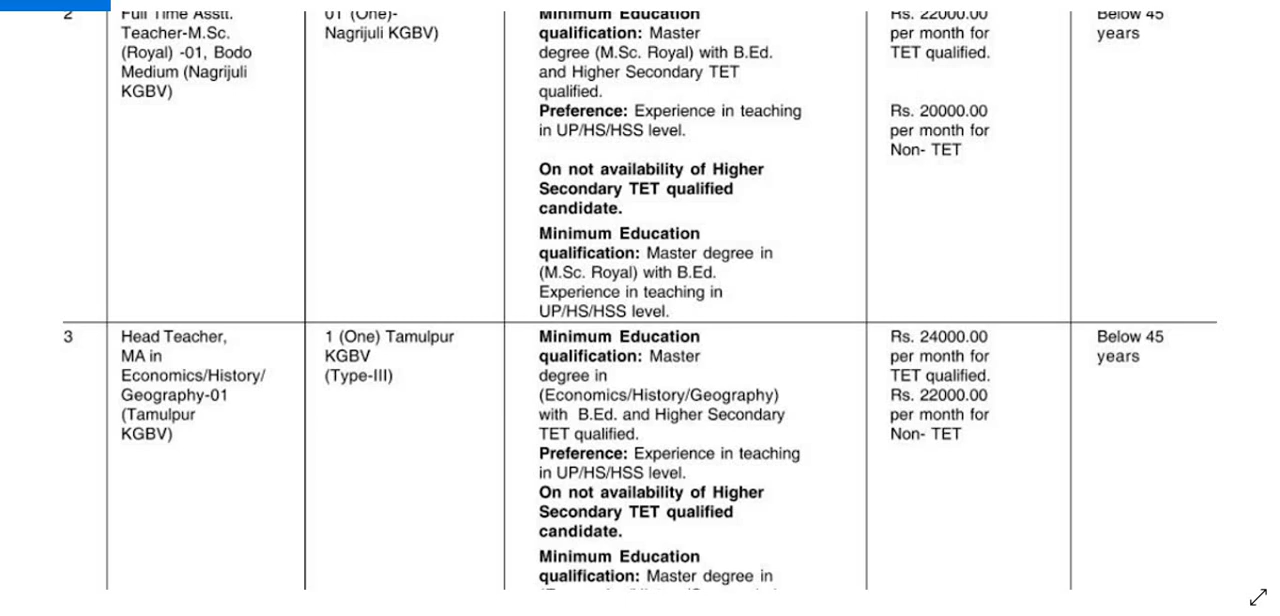 2
Full Time Asstt.
Teacher-M.Sc.
(Royal) -01, Bodo
Medium (Nagrijuli
KGBV)
01 (One)-
Nagrijuli KGBV)
Minimum Education
qualification: Master
degree (M.Sc. Royal) with B.Ed.
and Higher Secondary TET
qualified.
Preference: Experience in teaching
in UP/HS/HSS level.
On not availability of Higher
Secondary TET qualified
candidate.
Minimum Education
qualification: Master degree in
(M.Sc. Royal) with B.Ed.
Experience in teaching in
UP/HS/HSS level.
Rs. 22000.00
per month for
TET qualified.
Rs. 20000.00
per month for
Non- TET
Below 45
years
3
Head Teacher,
MA in
Economics/History/
Geography-01
(Tamulpur
KGBV)
1 (One) Tamulpur
KGBV
(Type-III)
Minimum Education
qualification: Master
degree in
(Economics/History/Geography)
with B.Ed. and Higher Secondary
TET qualified.
Preference: Experience in teaching
in UP/HS/HSS level.
On not availability of Higher
Secondary TET qualified
candidate.
Minimum Education
qualification: Master degree in
Rs. 24000.00
per month for
TET qualified.
Rs. 22000.00
per month for
Non- TET
Below 45
years